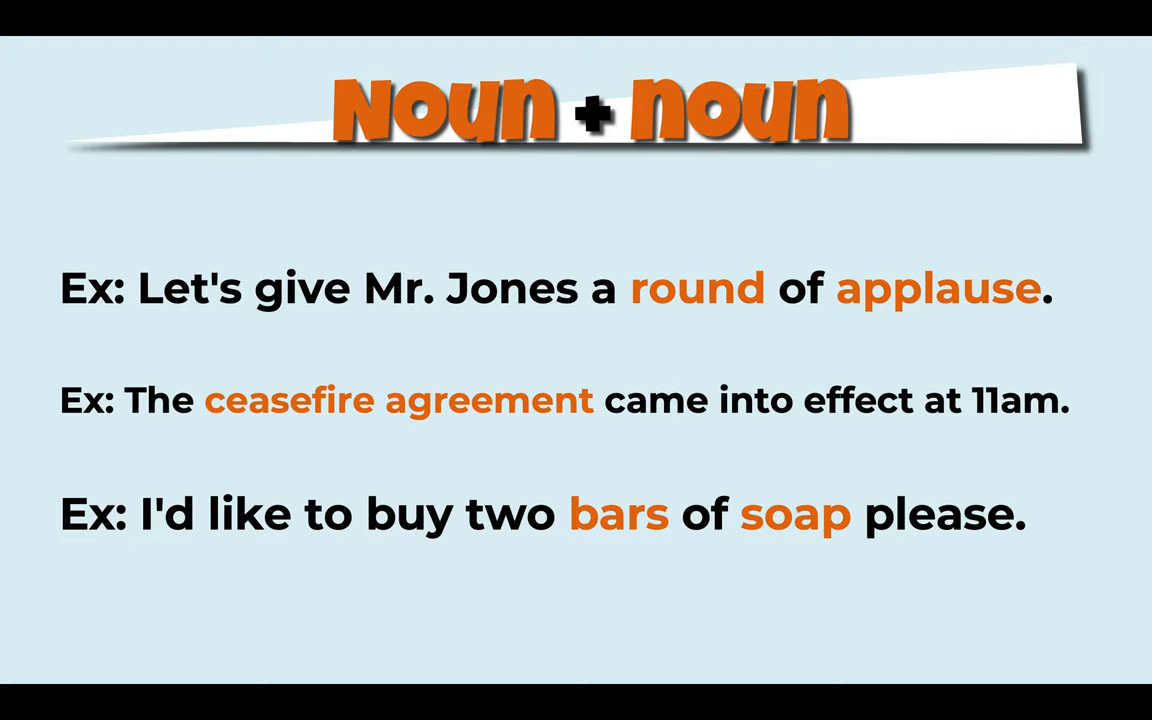 Noun + noun
Ex: Let's give Mr. Jones a round of applause.
Ex: The ceasefire agreement came into effect at 11am.
Ex: I'd like to buy two bars of soap please.